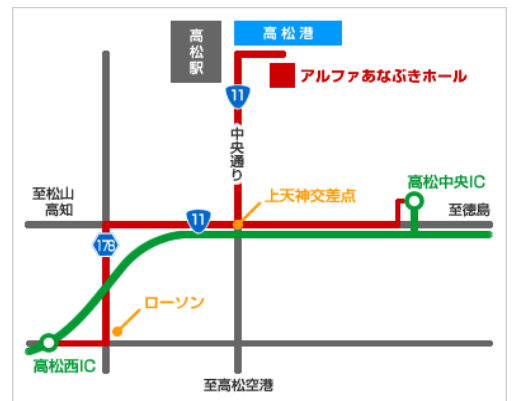 高松駅
高松港
アルファあなぶきホール
11
中央通り
高松中央IC
至松山
高知
上天神交差点
至徳島
11
178
ローソン
高松西IC
至高松空港